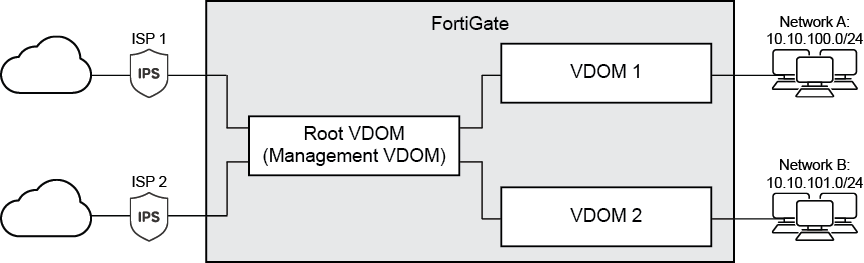 FortiGate
Network A:
10.10.100.0/24
ISP 1
IPS
VDOM 1
Root VDOM
(Management VDOM)
Network B:
10.10.101.0/24
ISP 2
IPS
VDOM 2